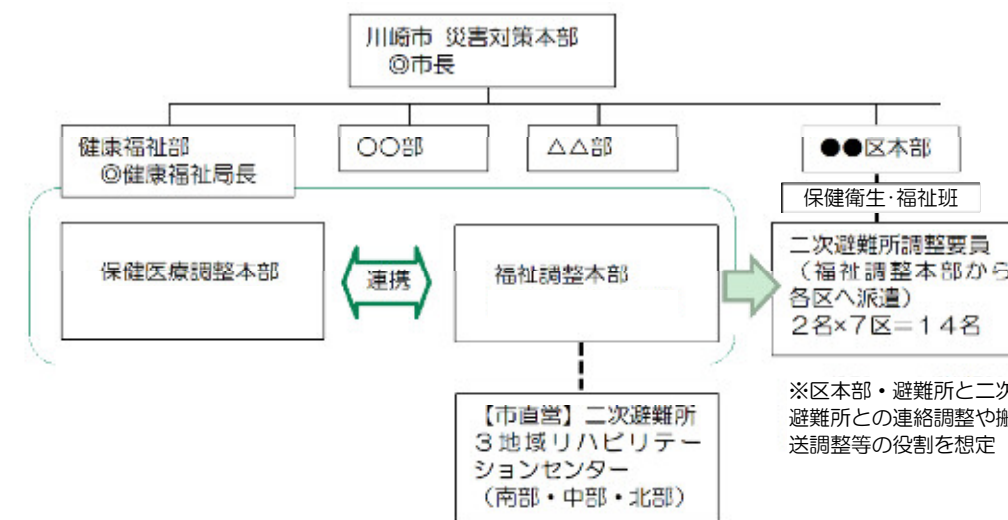 川崎市 災害対策本部
◎市長
健康福祉部
◎健康福祉局長
○○部
△△部
●●区本部
保健衛生・福祉班
保健医療調整本部
連携
福祉調整本部
二次避難所調整要員
（福祉調整本部から
各区へ派遣）
２名×７区＝１４名
※区本部・避難所と二次
避難所との連絡調整や搬
送調整等の役割を想定
【市直営】二次避難所
３地域リハビリテー
ションセンター
（南部・中部・北部）